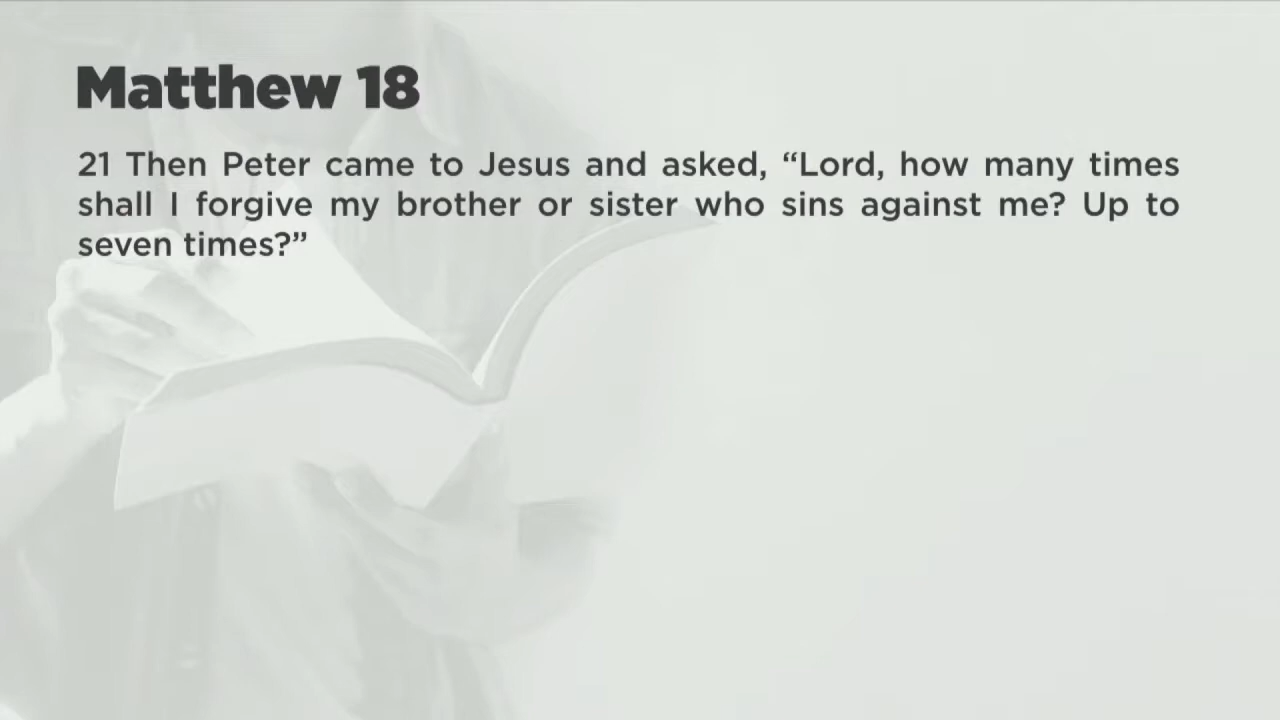 Matthew 18
21 Then Peter came to Jesus and asked, “Lord, how many times
shall I forgive my brother or sister who sins against me? Up to
seven times?”